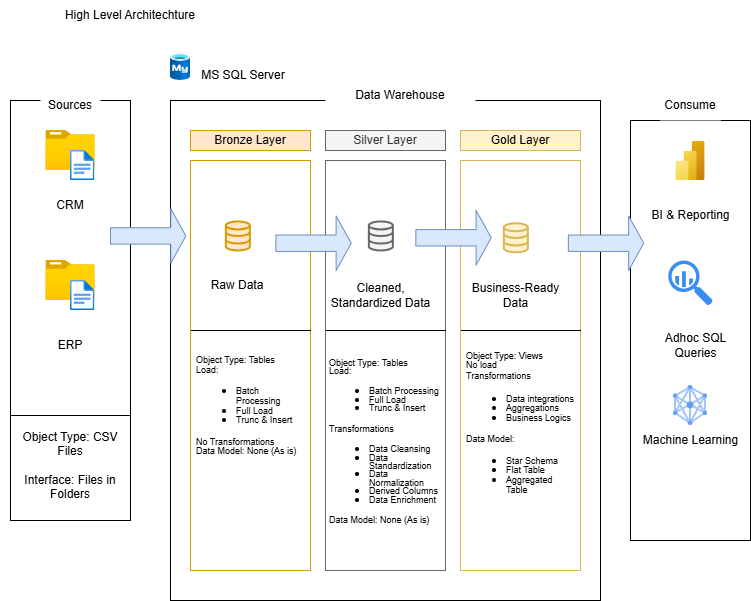 High Level Architechture
My
MS SQL Server
Sources
CRM
ERP
Object Type: CSV
Files
Interface: Files in
Folders
Data Warehouse
Bronze Layer
Raw Data
Object Type: Tables
Load:
Batch
Processing
Full Load
Trunc & Insert
No Transformations
Data Model: None (As is)
Silver Layer
Cleaned,
Standardized Data
Object Type: Tables
Load:
Batch Processing
Full Load
Trunc & Insert
Transformations
Data Cleansing
Data
Standardization
Data
Normalization
Derived Columns
Data Enrichment
Data Model: None (As is)
Gold Layer
Business-Ready
Data
Object Type: Views
No load
Transformations
Data integrations
Aggregations
Business Logics
Data Model:
Star Schema
Flat Table
Aggregated
Table
Consume
BI & Reporting
Adhoc SQL
Queries
Machine Learning